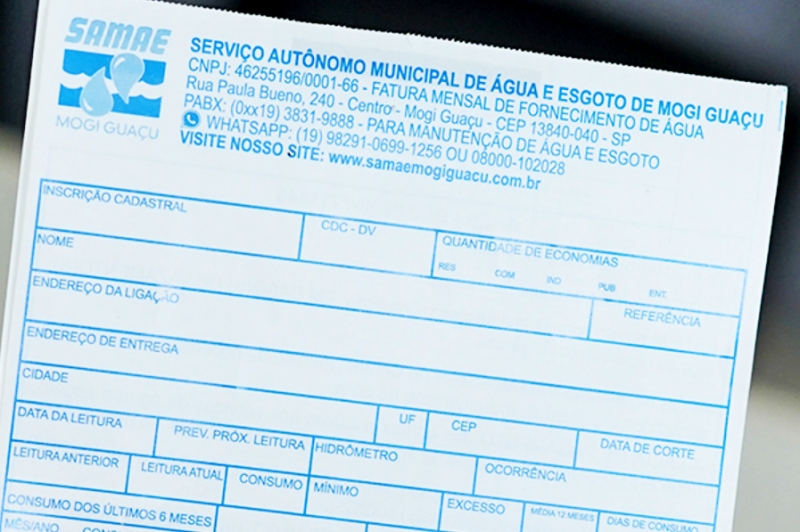 SAMAE
MOGI GUAÇU
SERVIÇO AUTÔNOMO MUNICIPAL DE ÁGUA E ESGOTO DE MOGI GUAÇU
CNPJ: 46255196/0001-66 - FATURA MENSAL DE FORNECIMENTO DE ÁGUA
Rua Paula Bueno, 240 - Centro - Mogi Guaçu - CEP 13840-040 - SP
PABX: (0xx19) 3831-9888 - PARA MANUTENÇÃO DE ÁGUA E ESGOTO
WHATSAPP: (19) 98291-0699-1256 OU 08000-102028
VISITE NOSSO SITE: www.samaemogiguacu.com.br
INSCRIÇÃO CADASTRAL
CDC - DV
QUANTIDADE DE ECONOMIAS
RES COM IND PUB ENT.
NOME
REFERÊNCIA
ENDEREÇO DA LIGAÇÃO
ENDEREÇO DE ENTREGA
CIDADE
UF
CEP
DATA DE CORTE
DATA DA LEITURA
PREV. PRÓX. LEITURA
HIDRÔMETRO
OCORRÊNCIA
LEITURA ANTERIOR
LEITURA ATUAL
CONSUMO
MÍNIMO
EXCESSO
MÉDIA 12 MESES
DIAS DE CONSUMO
CONSUMO DOS ÚLTIMOS 6 MESES
MÊS/ANO